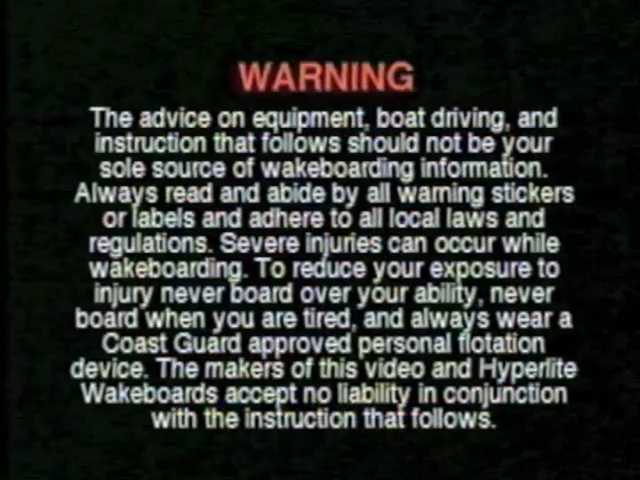 WARNING
The advice on equipment, boat driving, and
instruction that follows should not be your
sole source of wakeboarding information.
Always read and abide by all warning stickers
or labels and adhere to all local laws and
regulations. Severe injuries can occur while
wakeboarding. To reduce your exposure to
injury never board over your ability, never
board when you are tired, and always wear a
Coast Guard approved personal flotation
device. The makers of this video and Hyperlite
Wakeboards accept no liability in conjunction
with the instruction that follows.